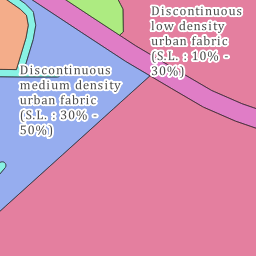 Discontinuous
low density
urban fabric
(S.L. : 10% -
30%)
Discontinuous
medium density
urban fabric
(S.L. : 30% -
50%)